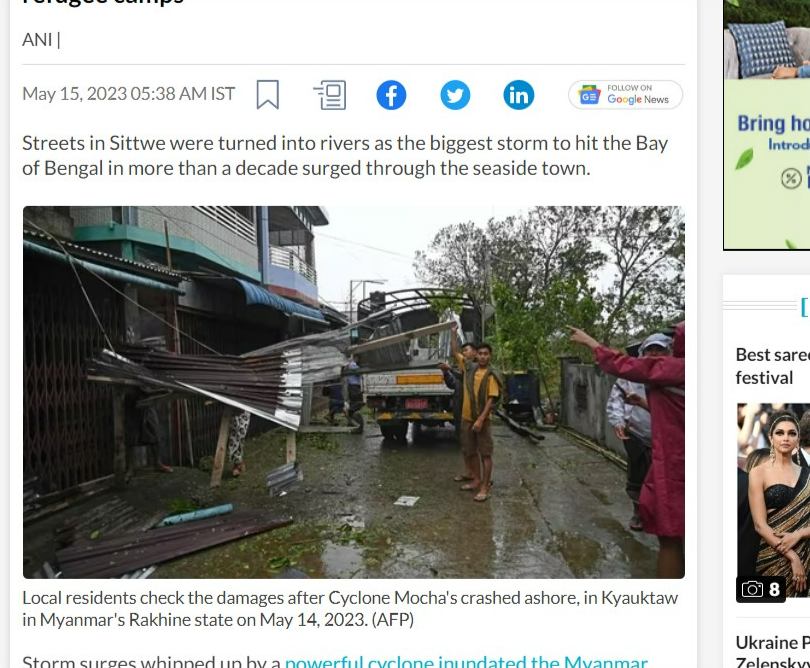 refugee camps
ANI |
May 15, 2023 05:38 AM IST
FOLLOW ON
Google News
Streets in Sittwe were turned into rivers as the biggest storm to hit the Bay
of Bengal in more than a decade surged through the seaside town.
Local residents check the damages after Cyclone Mocha's crashed ashore, in Kyauktaw
in Myanmar's Rakhine state on May 14, 2023. (AFP)
Storm surges whipped up by a powerful cyclone inundated the Myanmar
Bring ho
Introd
Best saree
festival
8
Ukraine P
Zelensky